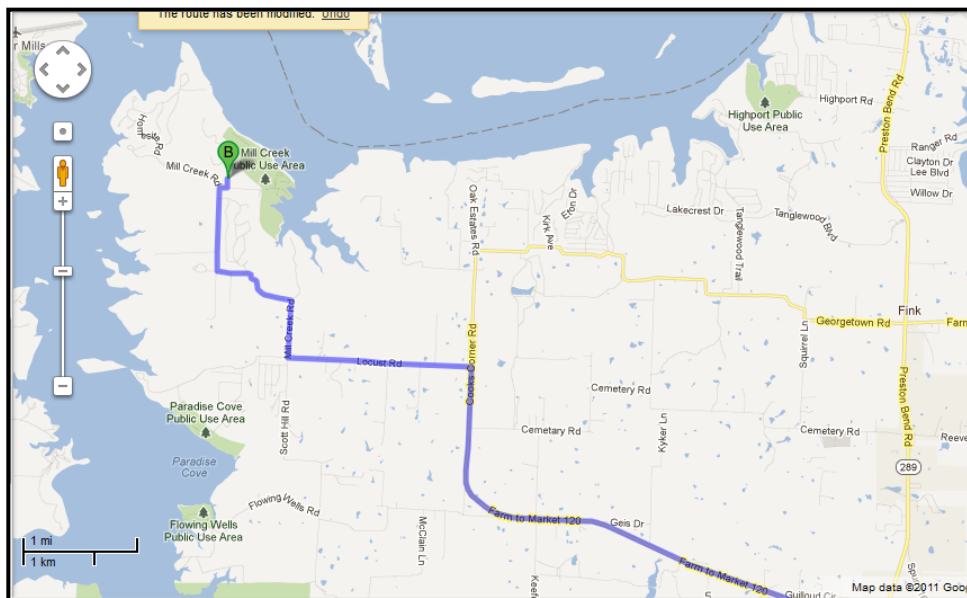 The route has been modified. Undo
r Mills
Highport Rd
Highport Public
Use Area
Preston Bend Rd
Ranger Rd
Clayton Dr
Lee Blvd
Willow Dr
B
Mill Creek
Public Use Area
Mill Creek Rd
Oak Estates Rd
Kirk Ave
Eron Dr
Lakecrest Dr
Tanglewood Trail
Tanglewood Blvd
Fink
Georgetown Rd
Farm
Squirrel Ln
Mill Creek Rd
Locust Rd
Cooks Corner Rd
Cemetery Rd
Cemetary Rd
Kyker Ln
Cemetery Rd
Preston Bend Rd
Reeve
289
Paradise Cove
Public Use Area
Scott Hill Rd
Paradise
Cove
Flowing Wells Rd
Flowing Wells
Public Use Area
McClain Ln
Farm to Market 120
Geis Dr
Farm to Market 120
1 mi
1 km
Guilloud Cir
Map data ©2011 Goog